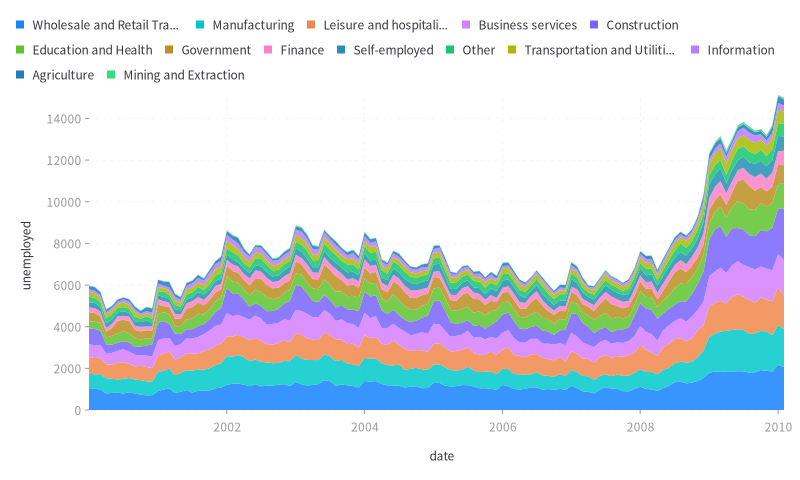 Wholesale and Retail Tra... Manufacturing Leisure and hospitali... Business services Construction
Education and Health Government Finance Self-employed Other Transportation and Utiliti... Information
Agriculture Mining and Extraction
14000
12000
10000
8000
6000
4000
2000
0
unemployed
2002 2004 2006 2008 2010
date